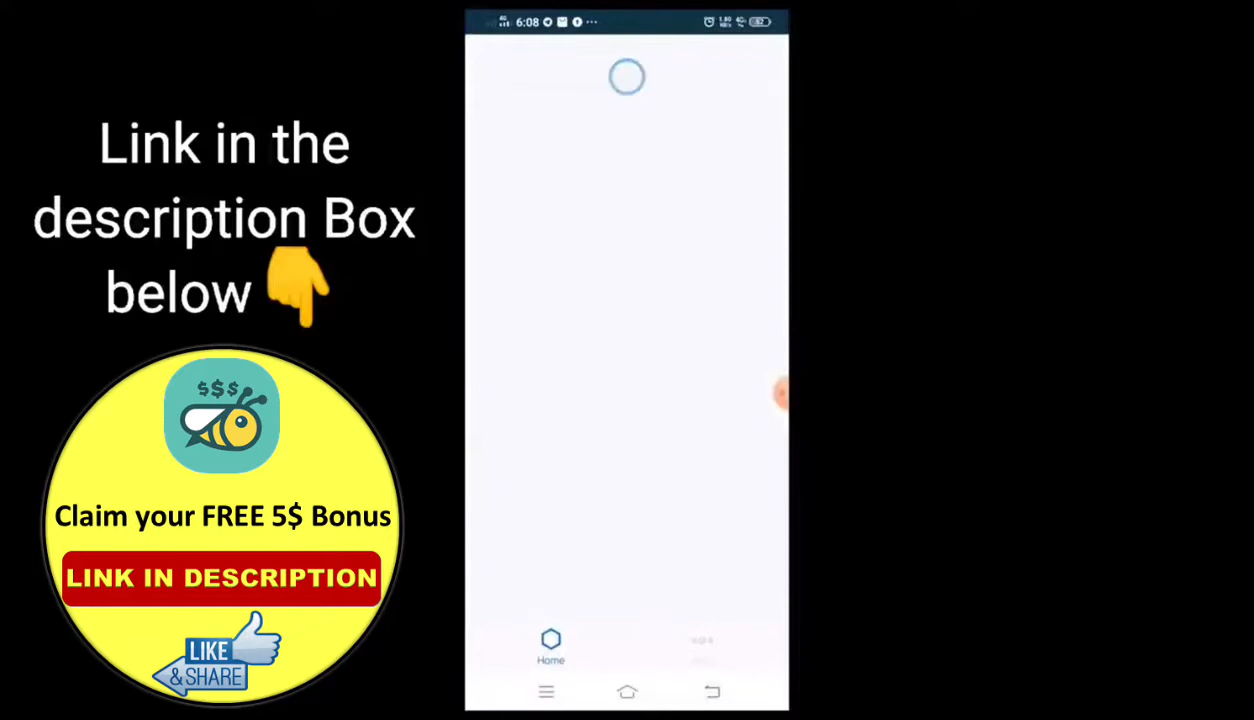 6:08
Link in the
description Box
below
$$$
Claim your FREE 5$ Bonus
LINK IN DESCRIPTION
LIKE
& SHARE
Home